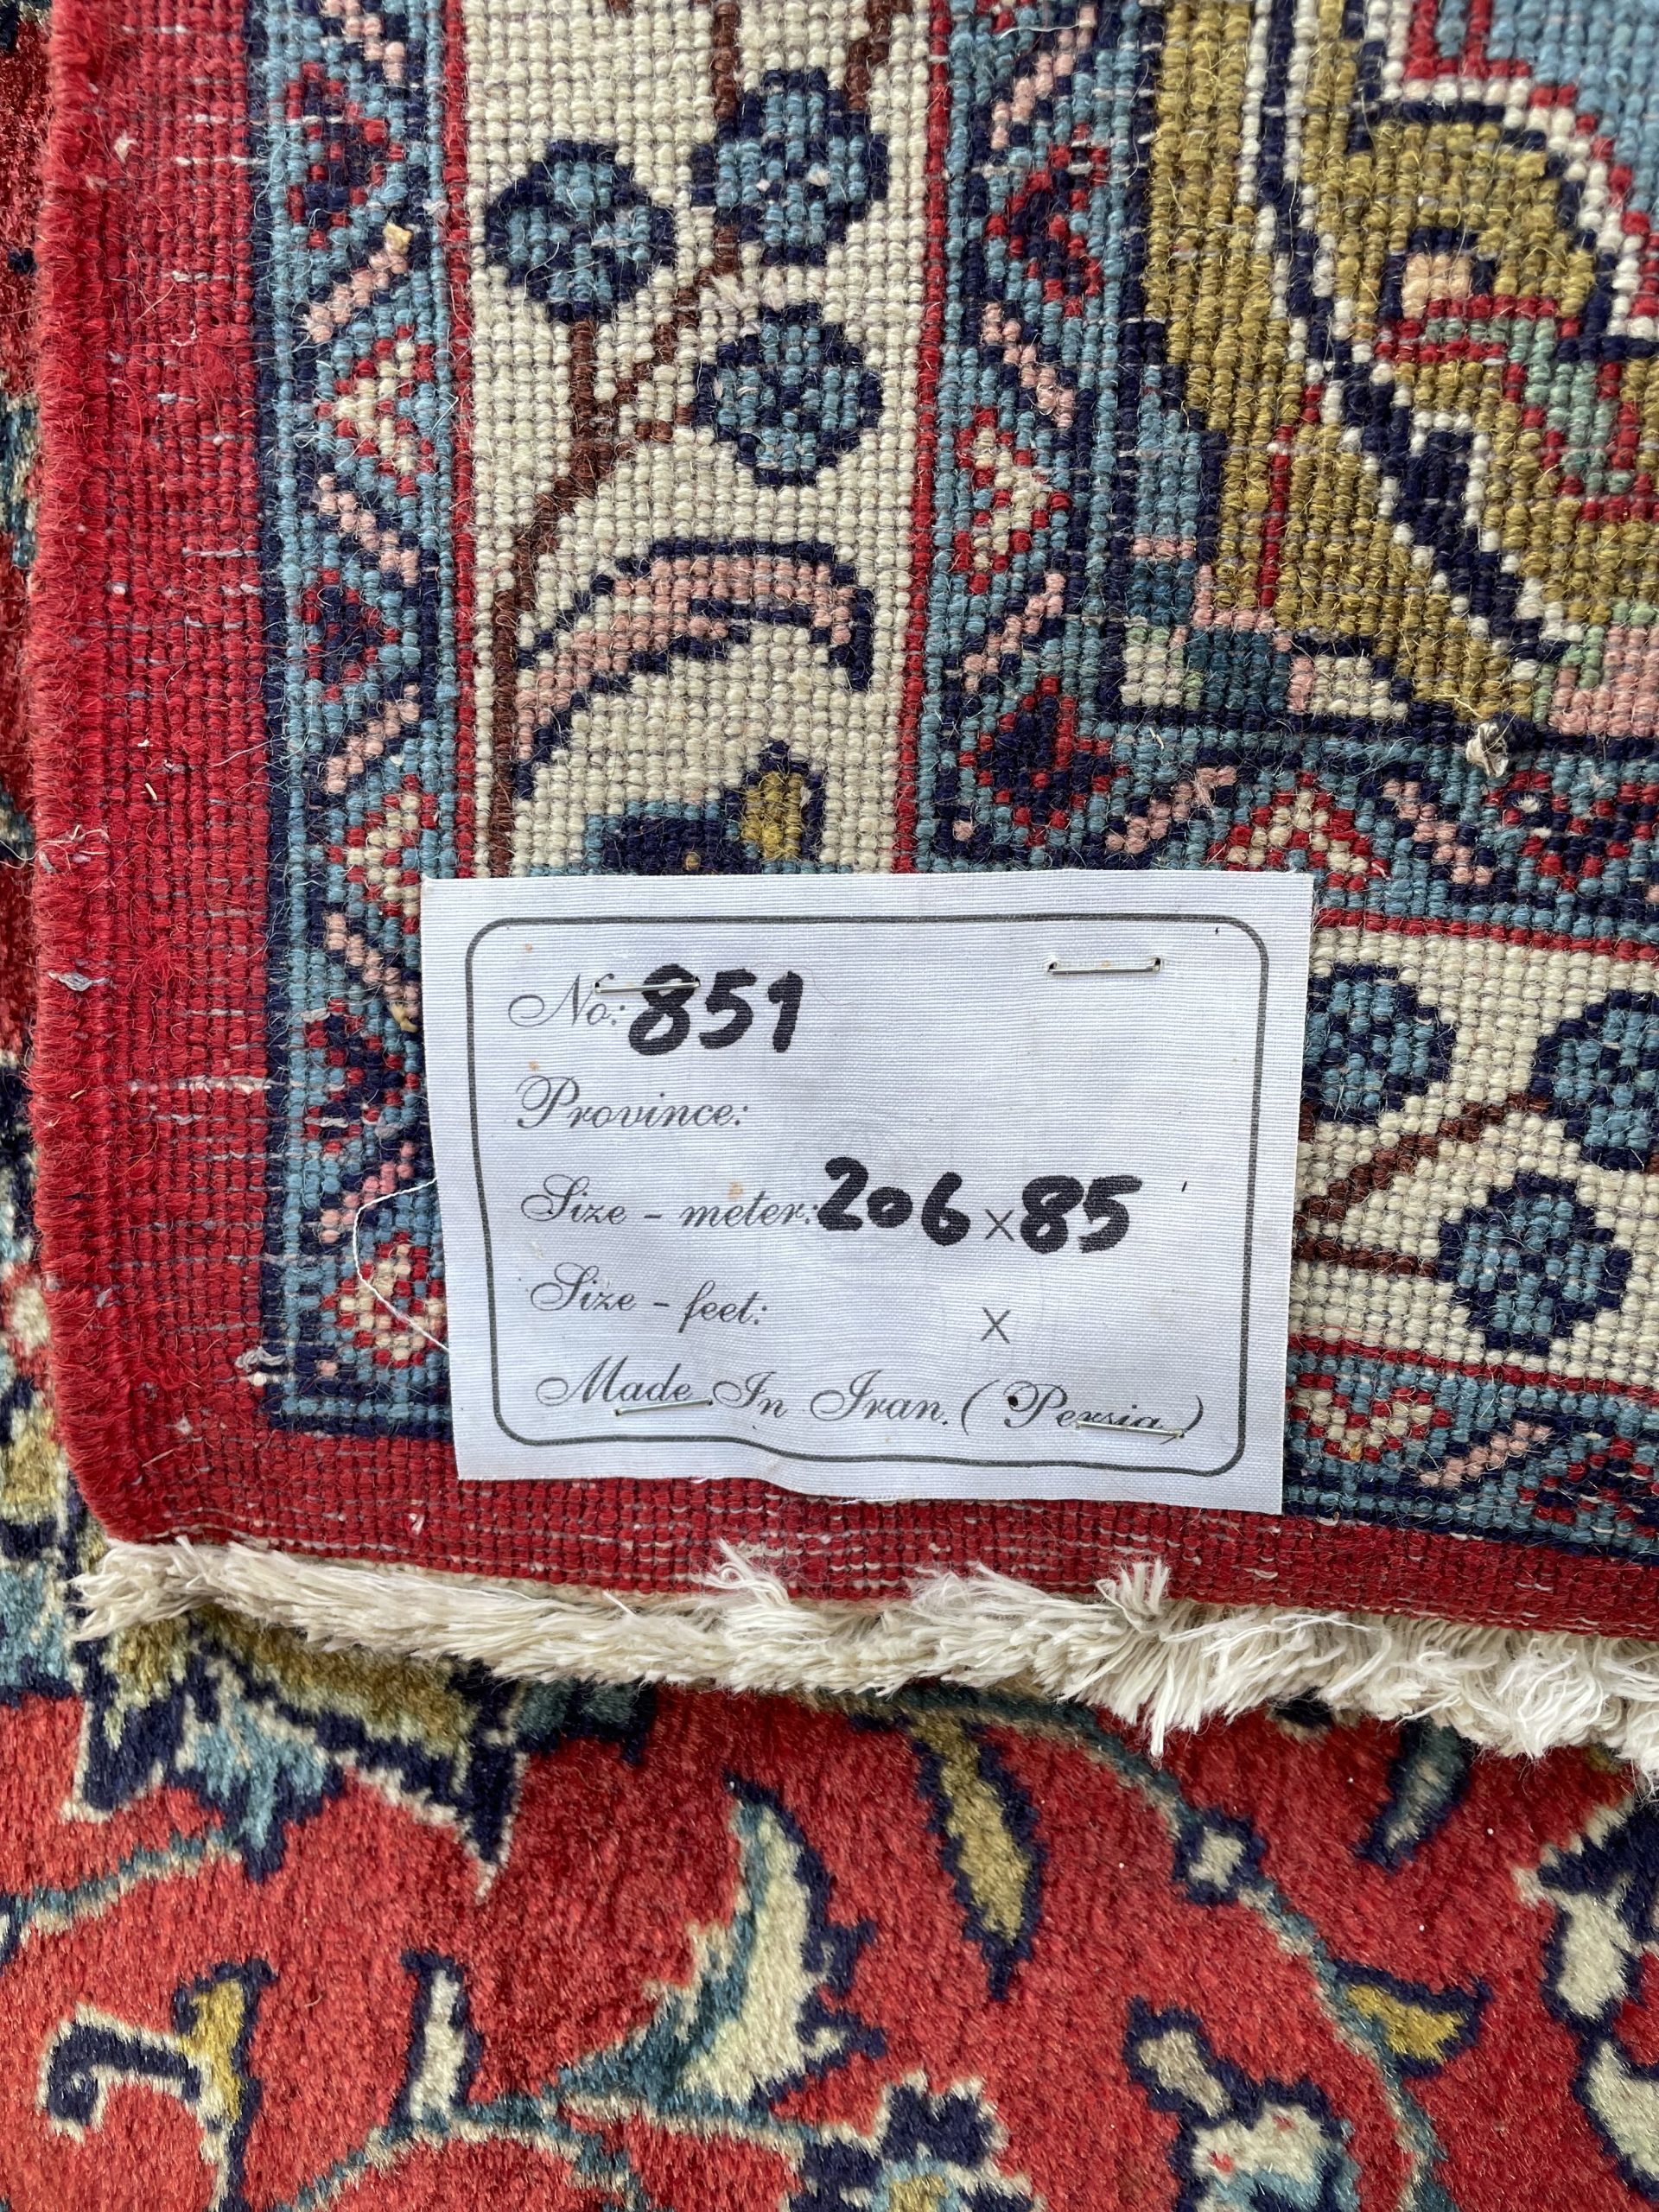 No: 851
Province:
Size - meter: 206 x 85
Size - feet: x
Made In Iran. (Persia)